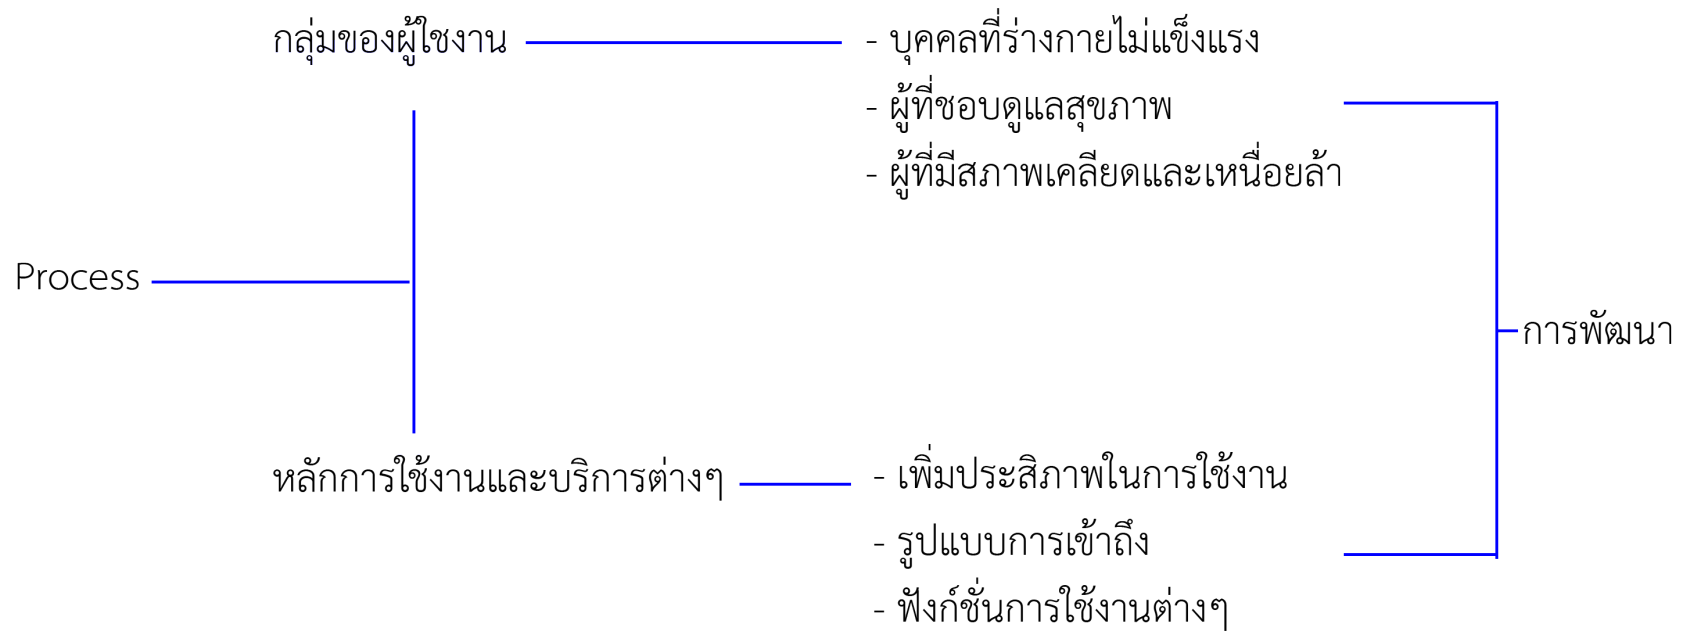 กลุ่มของผู้ใชงาน
- บุคคลที่ร่างกายไม่แข็งแรง
- ผู้ที่ชอบดูแลสุขภาพ
- ผู้ที่มีสภาพเคลียดและเหนื่อยล้า
Process
การพัฒนา
หลักการใช้งานและบริการต่างๆ
- เพิ่มประสิภาพในการใช้งาน
- รูปแบบการเข้าถึง
- ฟังก์ชั่นการใช้งานต่างๆ